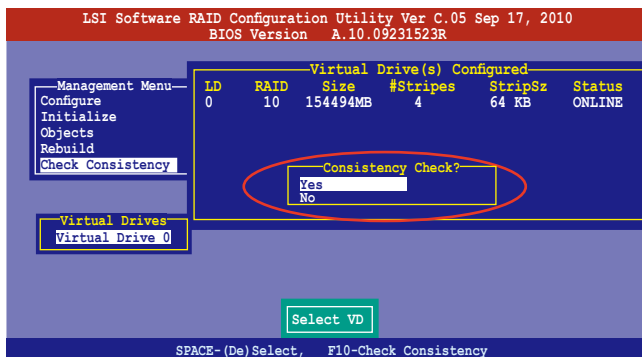 LSI Software RAID Configuration Utility Ver C.05 Sep 17, 2010
BIOS Version A.10.09231523R
Management Menu
Configure
Initialize
Objects
Rebuild
Check Consistency
Virtual Drive(s) Configured
LD RAID Size #Stripes StripSz Status
0 10 154494MB 4 64 KB ONLINE
Consistency Check?
Yes
No
Virtual Drives
Virtual Drive 0
Select VD
SPACE-(De)Select, F10-Check Consistency